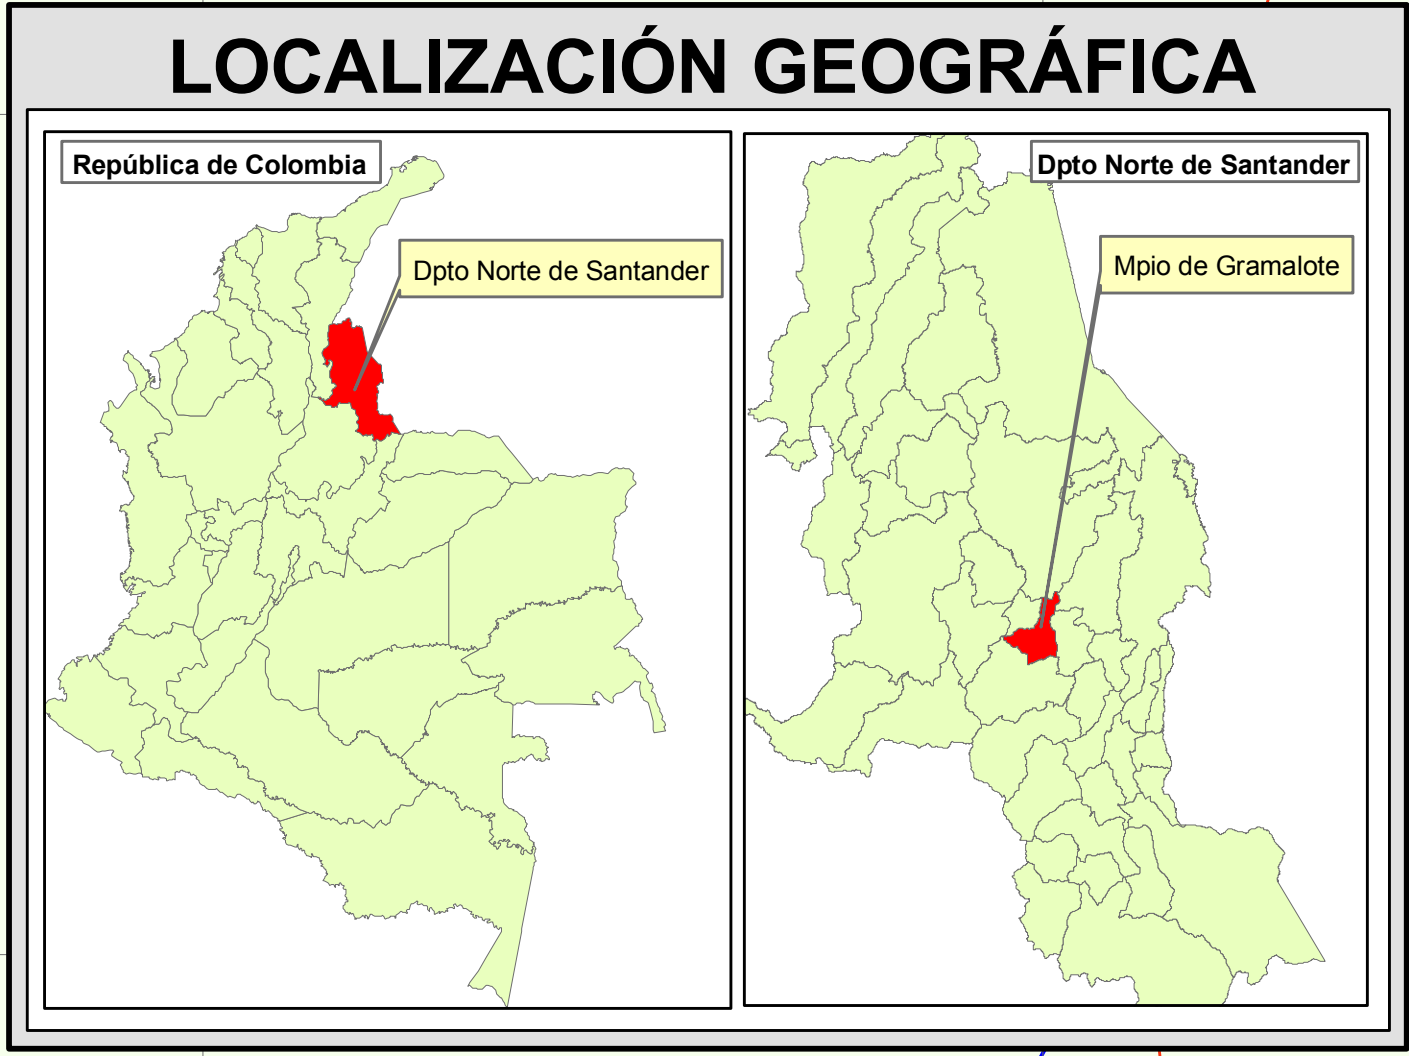 LOCALIZACIÓN GEOGRÁFICA
República de Colombia
Dpto Norte de Santander
Dpto Norte de Santander
Mpio de Gramalote